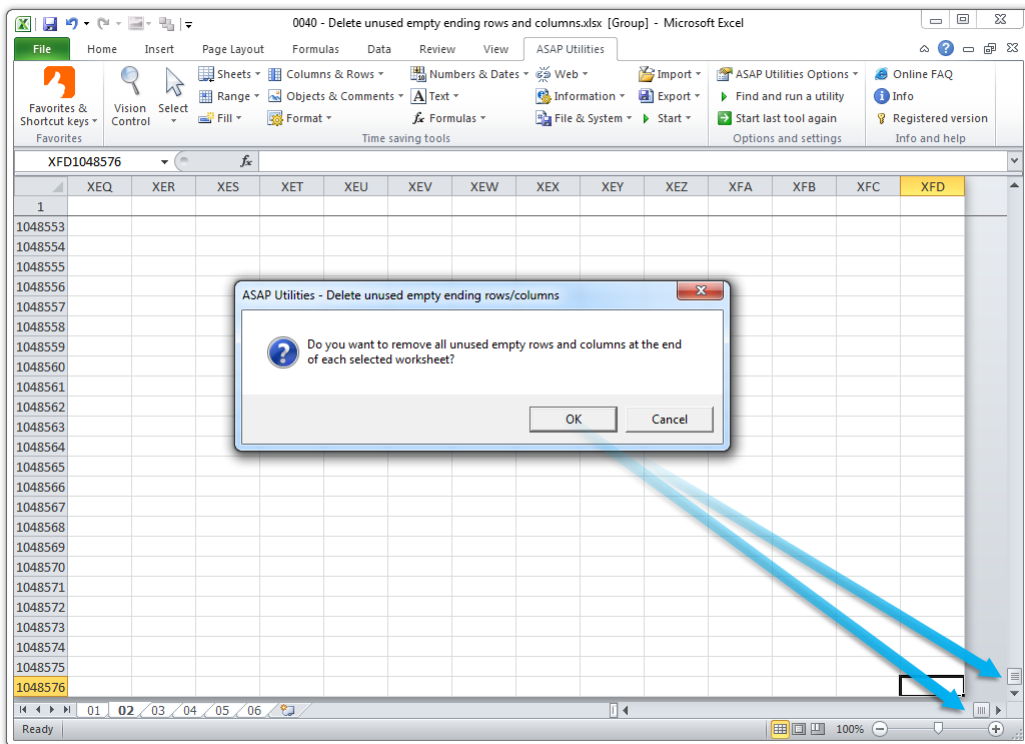 0040 - Delete unused empty ending rows and columns.xlsx [Group] - Microsoft Excel
File Home Insert Page Layout Formulas Data Review View ASAP Utilities
Favorites & Shortcut keys
Favorites
Vision Control
Select
Sheets Columns & Rows Numbers & Dates Web Import
Range Objects & Comments Text Information Export
Fill Format Formulas File & System Start
Time saving tools
ASAP Utilities Options
Find and run a utility
Start last tool again
Options and settings
Online FAQ
Info
Registered version
Info and help
XFD1048576 fx
XEQ XER XES XET XEU XEV XEW XEX XEY XEZ XFA XFB XFC XFD
1
1048553
1048554
1048555
1048556
1048557
1048558
1048559
1048560
1048561
1048562
1048563
1048564
1048565
1048566
1048567
1048568
1048569
1048570
1048571
1048572
1048573
1048574
1048575
1048576
ASAP Utilities - Delete unused empty ending rows/columns
Do you want to remove all unused empty rows and columns at the end
of each selected worksheet?
OK Cancel
01 02 03 04 05 06
Ready 100%